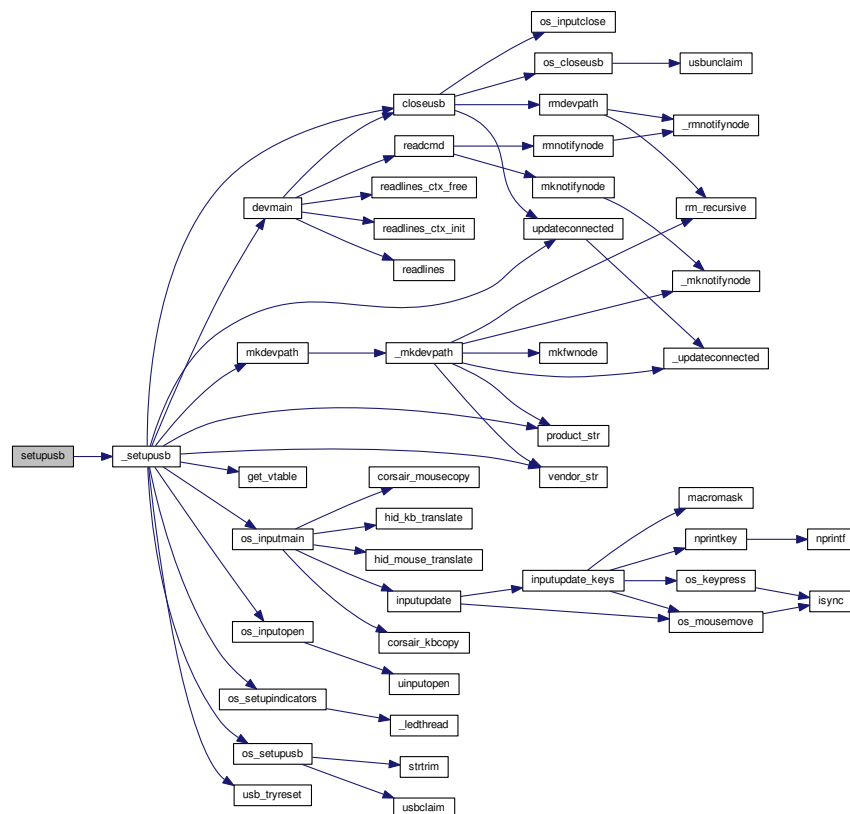 os_inputclose
os_closeusb
usbunclaim
closeusb
rmdevpath
_rmnotifynode
readcmd
rmnotifynode
readlines_ctx_free
mknotifynode
devmain
rm_recursive
readlines_ctx_init
updateconnected
readlines
_mknotifynode
mkdevpath
_mkdevpath
mkfwnode
_updateconnected
product_str
setupusb
_setupusb
get_vtable
corsair_mousecopy
vendor_str
macromask
hid_kb_translate
os_inputmain
nprintkey
nprintf
hid_mouse_translate
inputupdate_keys
os_keypress
inputupdate
isync
os_inputopen
corsair_kbcopy
os_mousemove
uinputopen
os_setupindicators
_ledthread
os_setupusb
strtrim
usb_tryreset
usbclaim